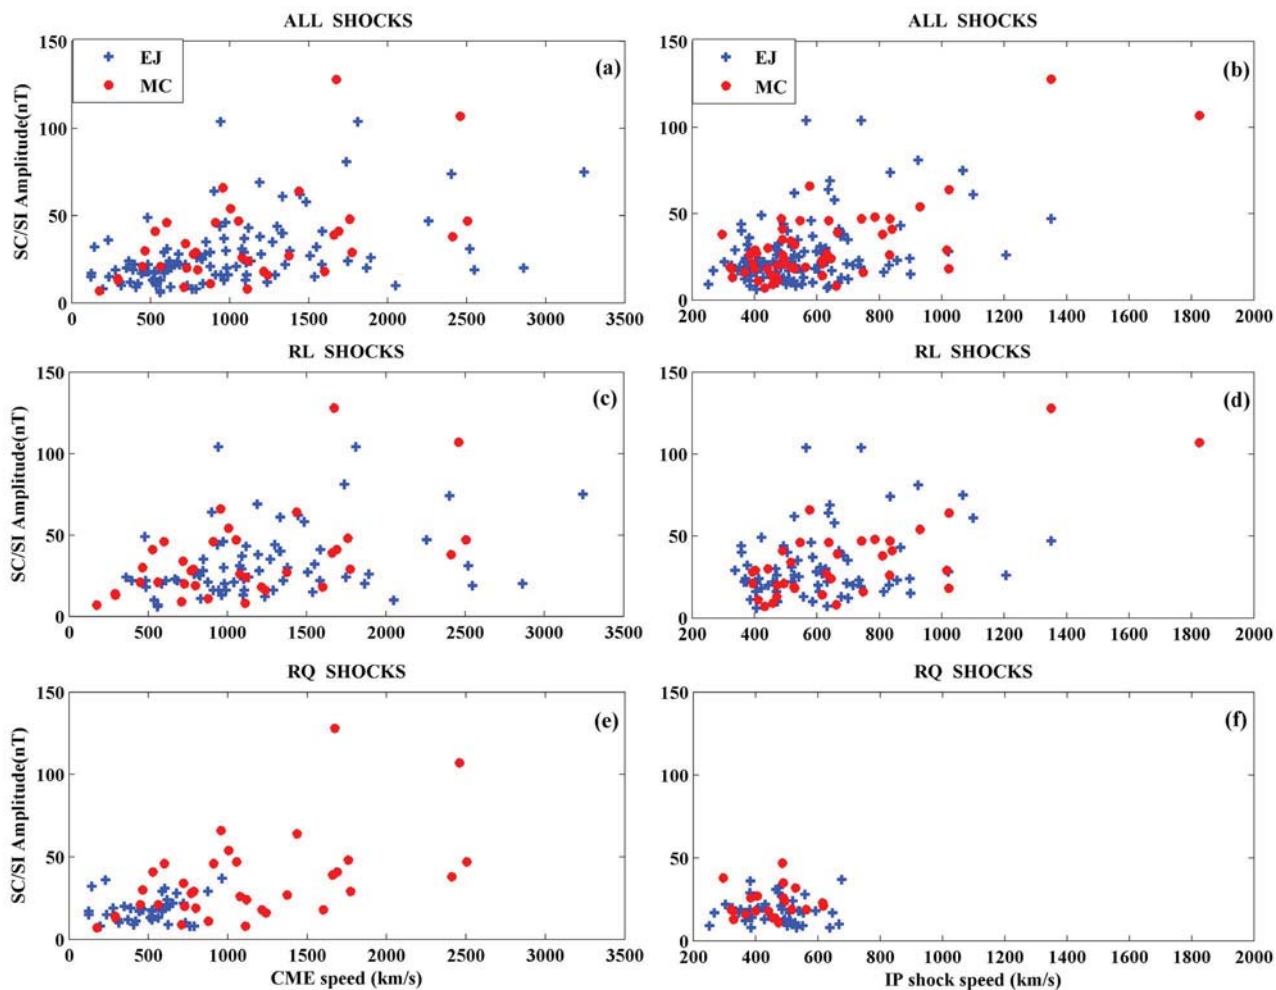 ALL SHOCKS
ALL SHOCKS
EJ
MC
(a)
EJ
MC
(b)
SC/SI Amplitude(nT)
150
100
50
0
0 500 1000 1500 2000 2500 3000 3500
150
100
50
0
200 400 600 800 1000 1200 1400 1600 1800 2000
RL SHOCKS
RL SHOCKS
(c)
(d)
SC/SI Amplitude(nT)
150
100
50
0
0 500 1000 1500 2000 2500 3000 3500
150
100
50
0
200 400 600 800 1000 1200 1400 1600 1800 2000
RQ SHOCKS
RQ SHOCKS
(e)
(f)
SC/SI Amplitude(nT)
150
100
50
0
0 500 1000 1500 2000 2500 3000 3500
150
100
50
0
200 400 600 800 1000 1200 1400 1600 1800 2000
CME speed (km/s)
IP shock speed (km/s)